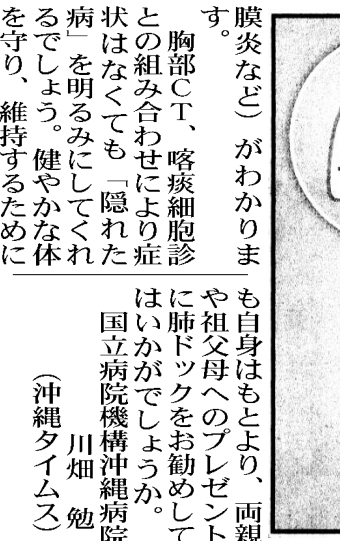 膜炎など）がわかりま
す。
　胸部ＣＴ、喀痰細胞診
との組み合わせにより症
状はなくても「隠れた
病」を明るみにしてくれ
るでしょう。健やかな体
を守り、維持するために
も自身はもとより、両親
や祖父母へのプレゼント
に肺ドックをお勧めして
はいかがでしょうか。
国立病院機構沖縄病院
川畑　勉
（沖縄タイムス）